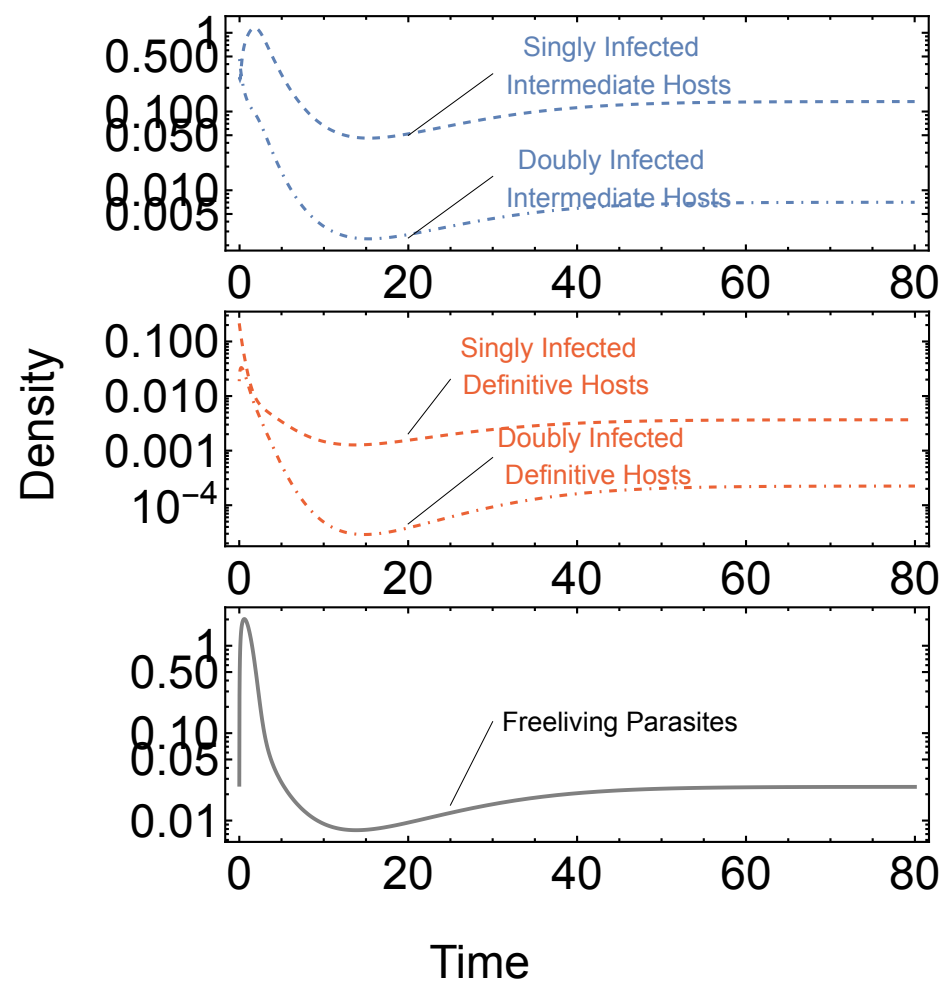 1
0.500
0.100
0.050
0.010
0.005
Singly Infected
Intermediate Hosts
Doubly Infected
Intermediate Hosts
0 20 40 60 80
Density
0.100
0.010
0.001
10⁻⁴
Singly Infected
Definitive Hosts
Doubly Infected
Definitive Hosts
0 20 40 60 80
1
0.50
0.10
0.05
0.01
Freeliving Parasites
0 20 40 60 80
Time